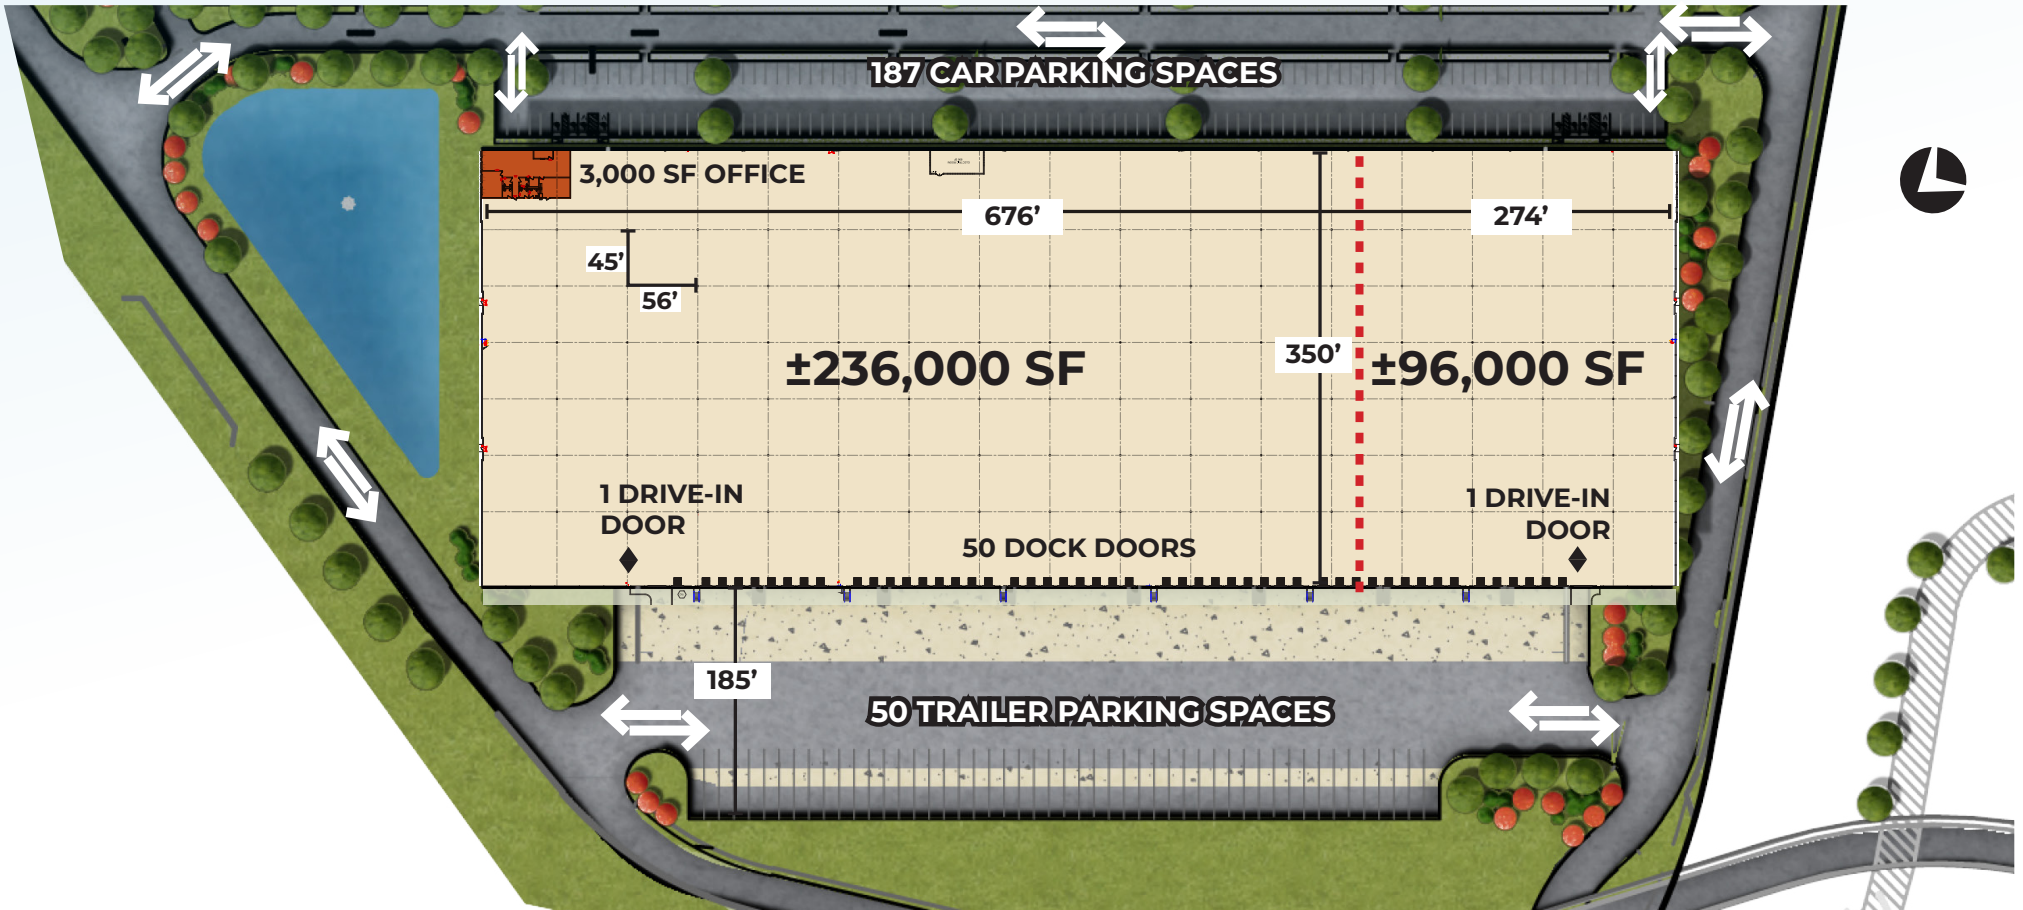 187 CAR PARKING SPACES
3,000 SF OFFICE
676’
274’
45’
56’
350’
±236,000 SF
±96,000 SF
1 DRIVE-IN
DOOR
1 DRIVE-IN
DOOR
50 DOCK DOORS
185’
50 TRAILER PARKING SPACES